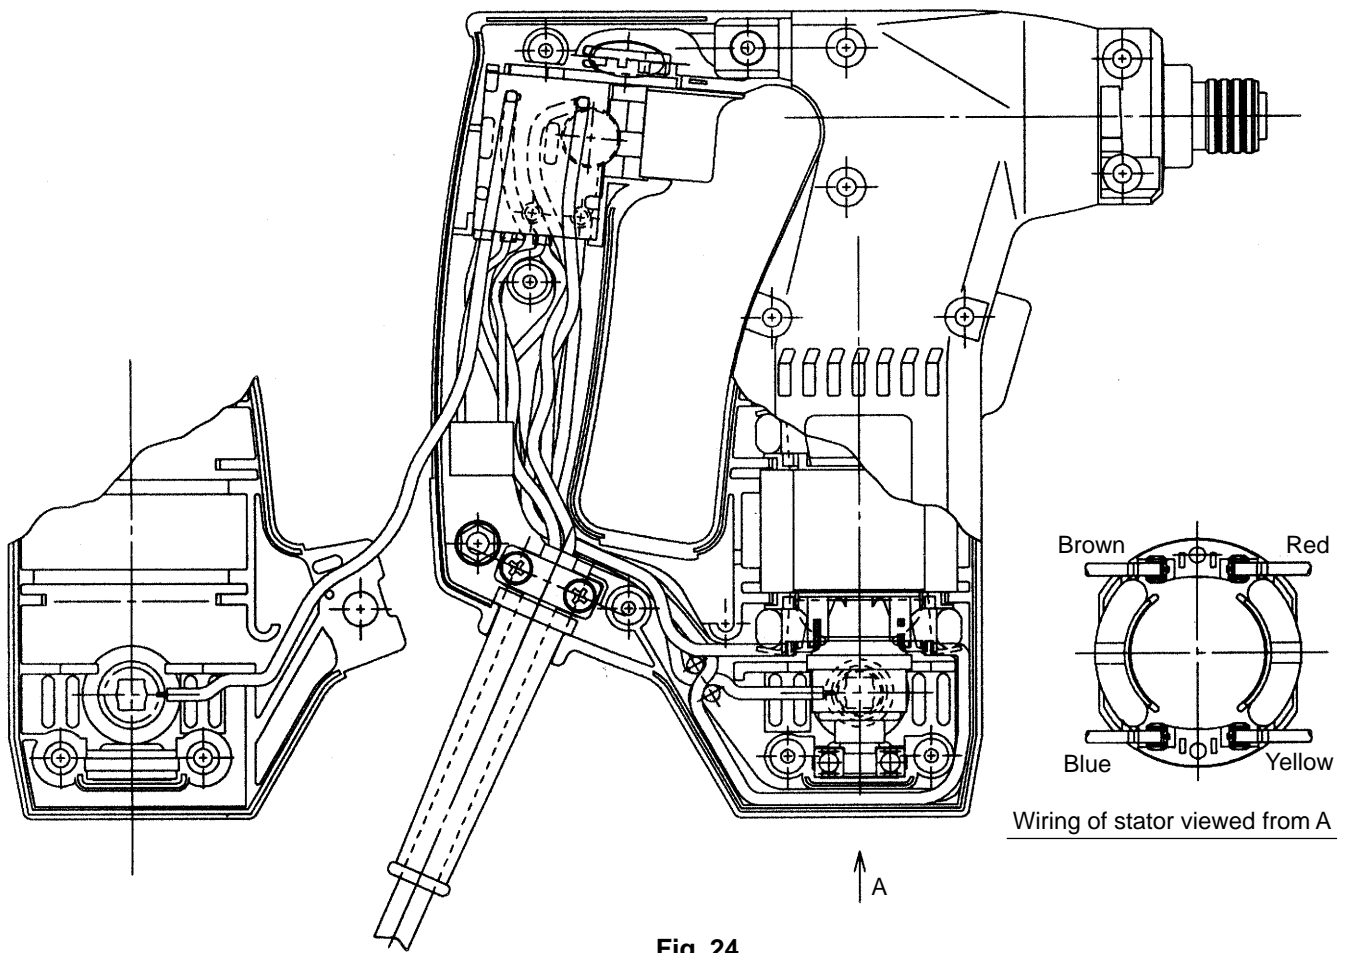 Brown Red
Blue Yellow
Wiring of stator viewed from A
A
Fig. 24